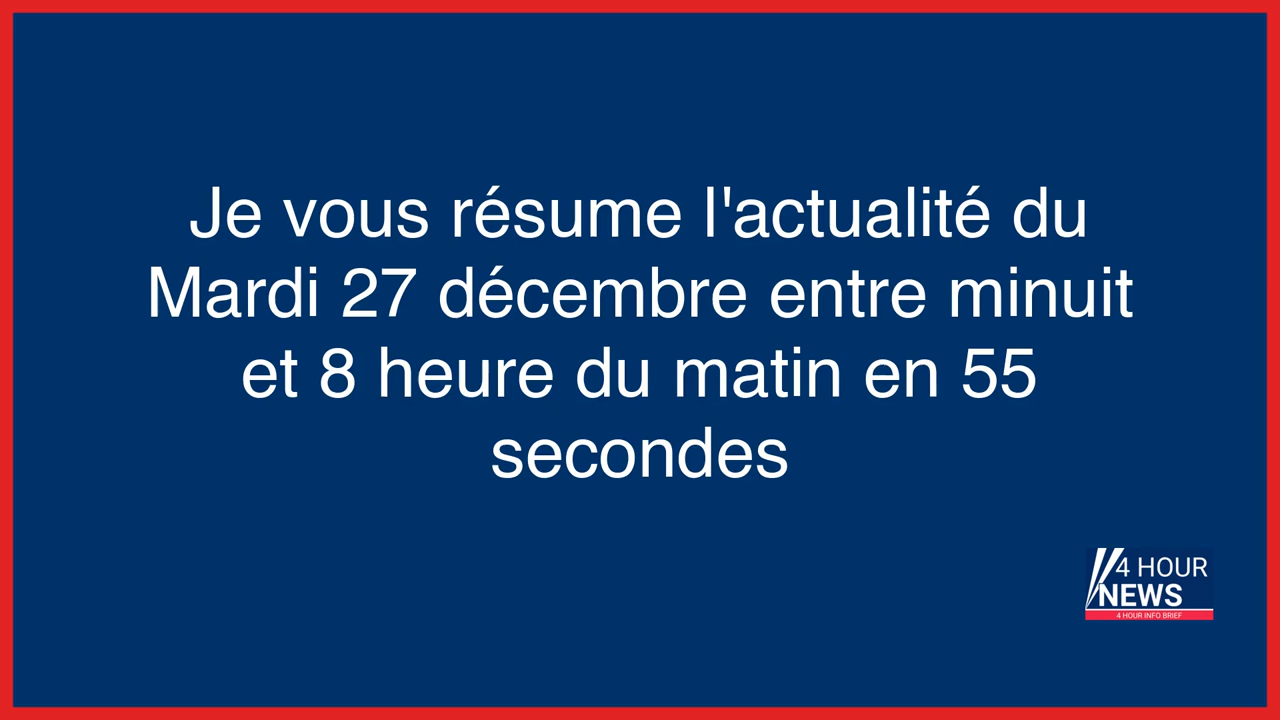 Je vous résume l'actualité du
Mardi 27 décembre entre minuit
et 8 heure du matin en 55
secondes
4 HOUR
NEWS
4 HOUR INFO BRIEF